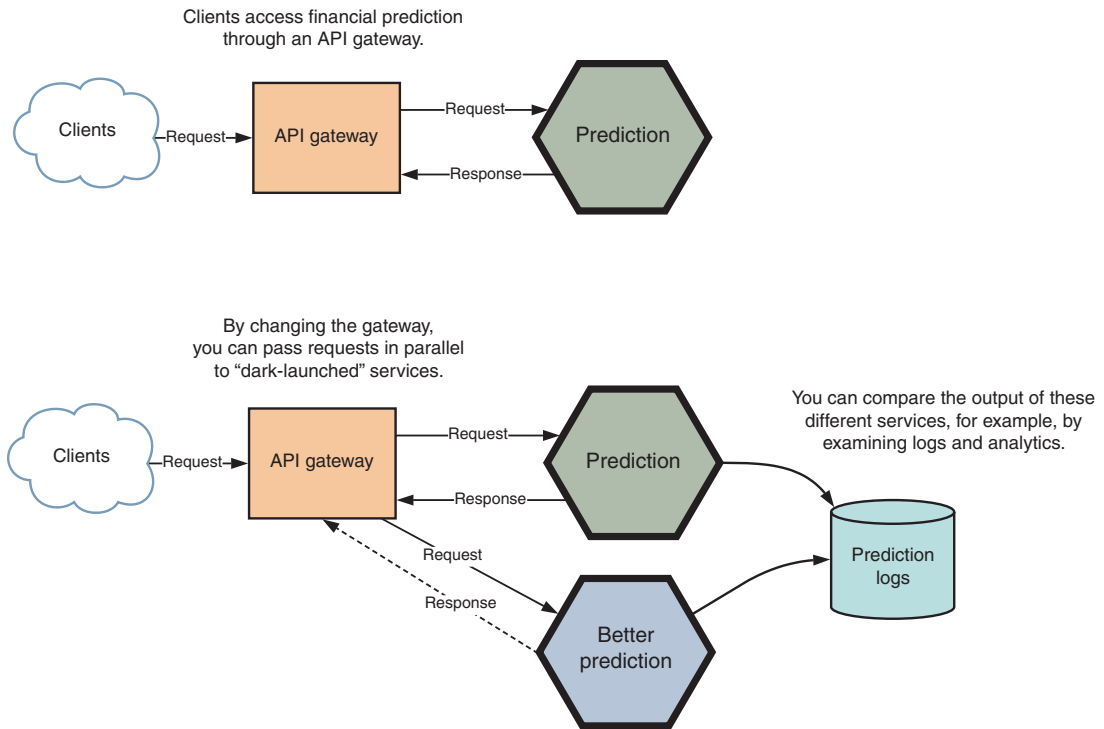 Clients access financial prediction
through an API gateway.
Clients
Request
API gateway
Request
Response
Prediction
By changing the gateway,
you can pass requests in parallel
to “dark-launched” services.
You can compare the output of these
different services, for example, by
examining logs and analytics.
Clients
Request
API gateway
Request
Response
Prediction
Request
Response
Better
prediction
Prediction
logs